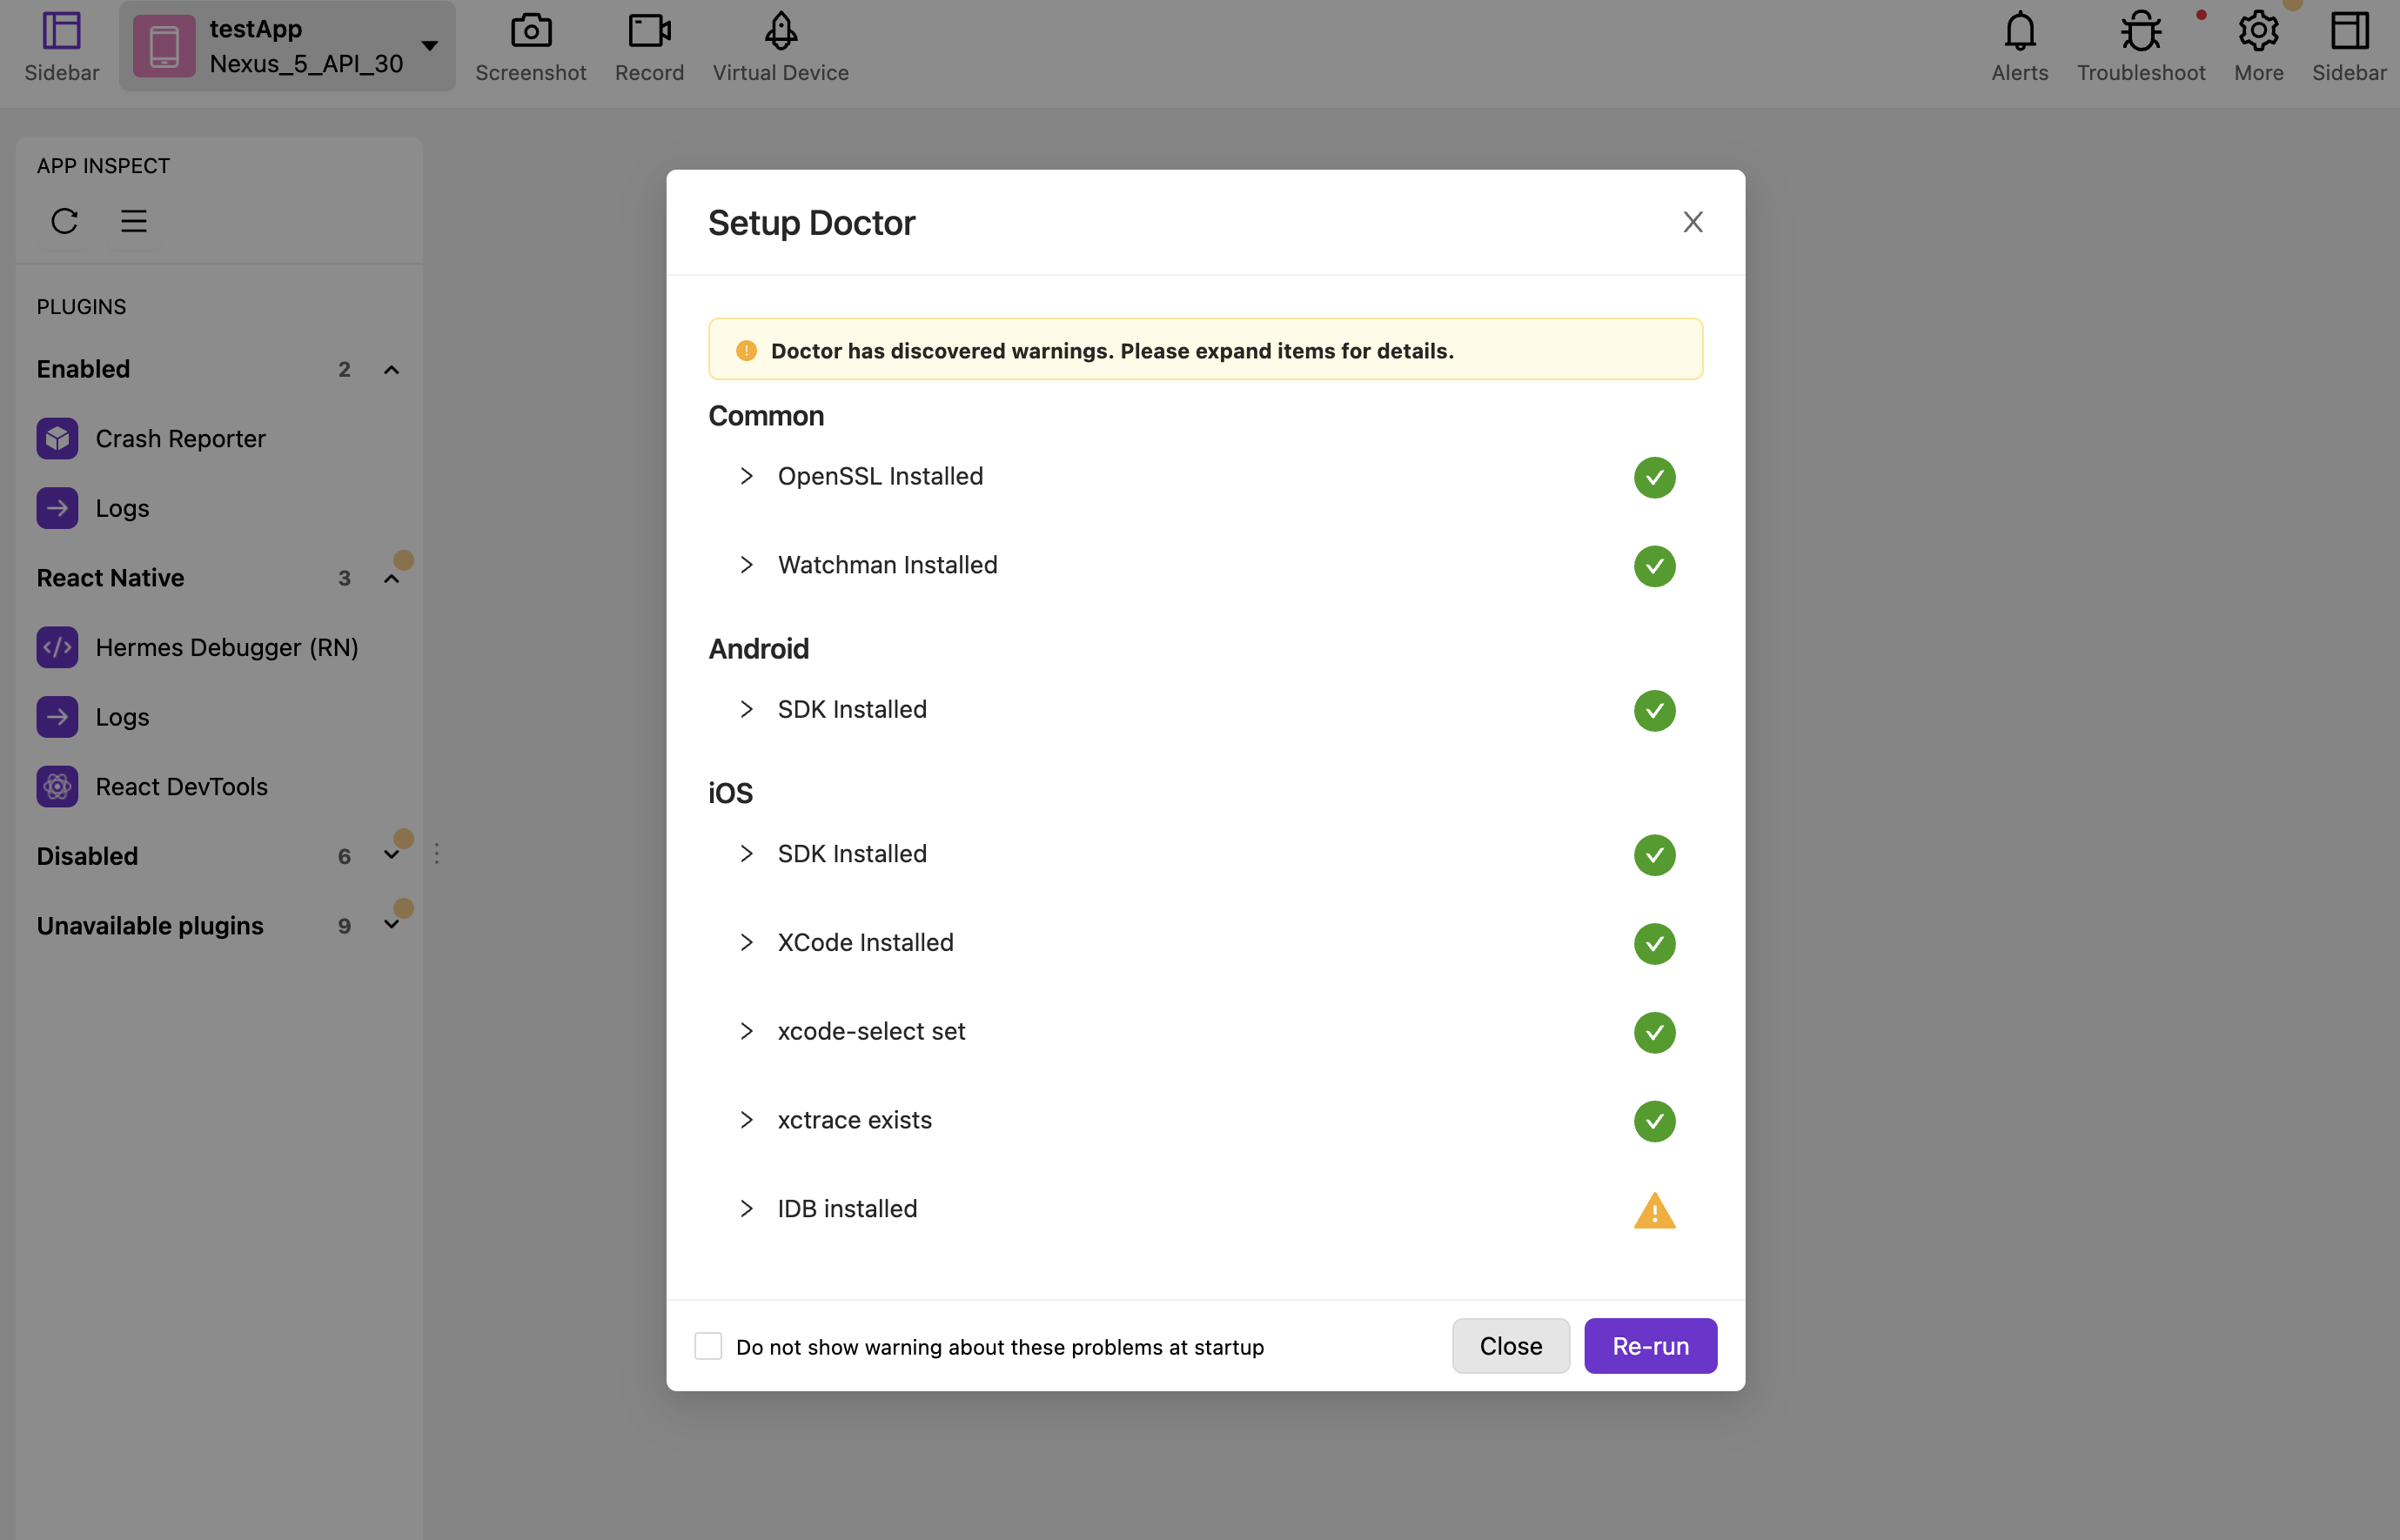 Sidebar
testApp
Nexus_5_API_30
Screenshot
Record
Virtual Device
Alerts
Troubleshoot
More
Sidebar
APP INSPECT
PLUGINS
Enabled 2
Crash Reporter
Logs
React Native 3
Hermes Debugger (RN)
Logs
React DevTools
Disabled 6
Unavailable plugins 9
Setup Doctor
Doctor has discovered warnings. Please expand items for details.
Common
OpenSSL Installed
Watchman Installed
Android
SDK Installed
iOS
SDK Installed
XCode Installed
xcode-select set
xctrace exists
IDB installed
Do not show warning about these problems at startup
Close
Re-run